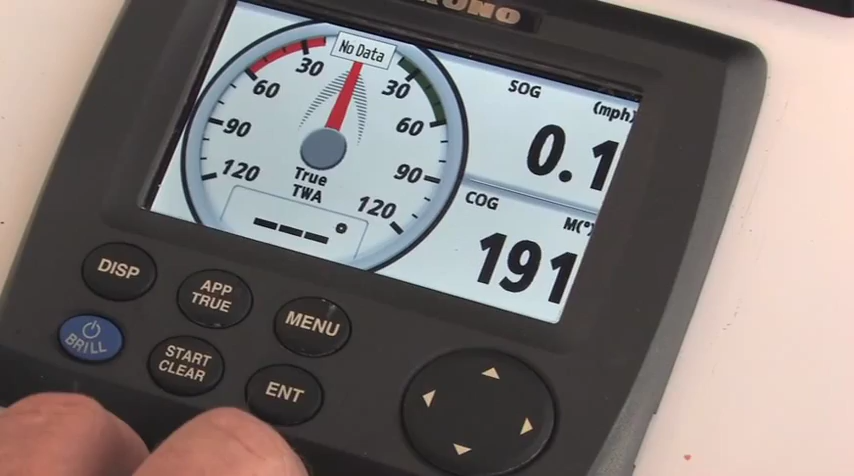 No Data
30
30
60
60
90
90
120
120
True
TWA
---°
SOG
(mph)
0.1
COG
M(°)
191
DISP
APP
TRUE
MENU
BRILL
START
CLEAR
ENT